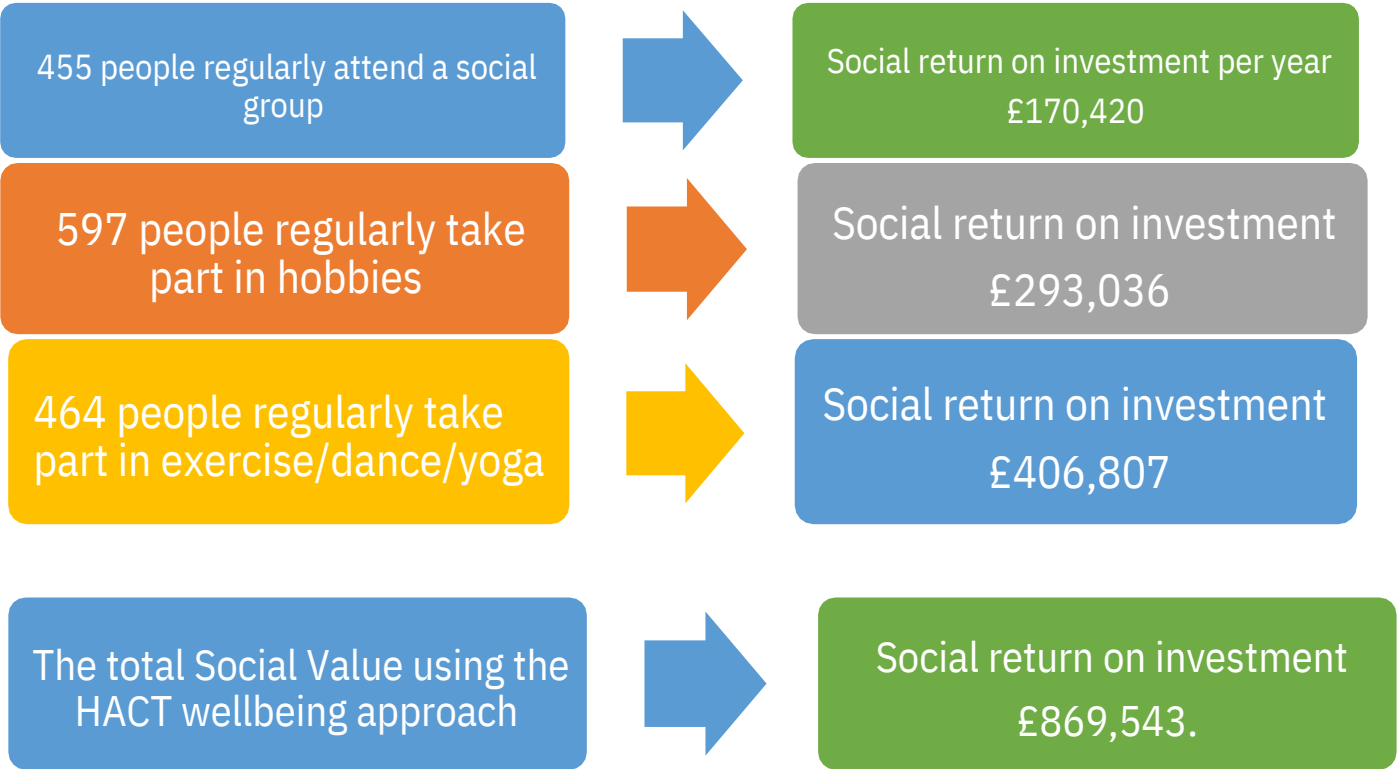 455 people regularly attend a social
group
Social return on investment per year
£170,420
597 people regularly take
part in hobbies
Social return on investment
£293,036
464 people regularly take
part in exercise/dance/yoga
Social return on investment
£406,807
The total Social Value using the
HACT wellbeing approach
Social return on investment
£869,543.